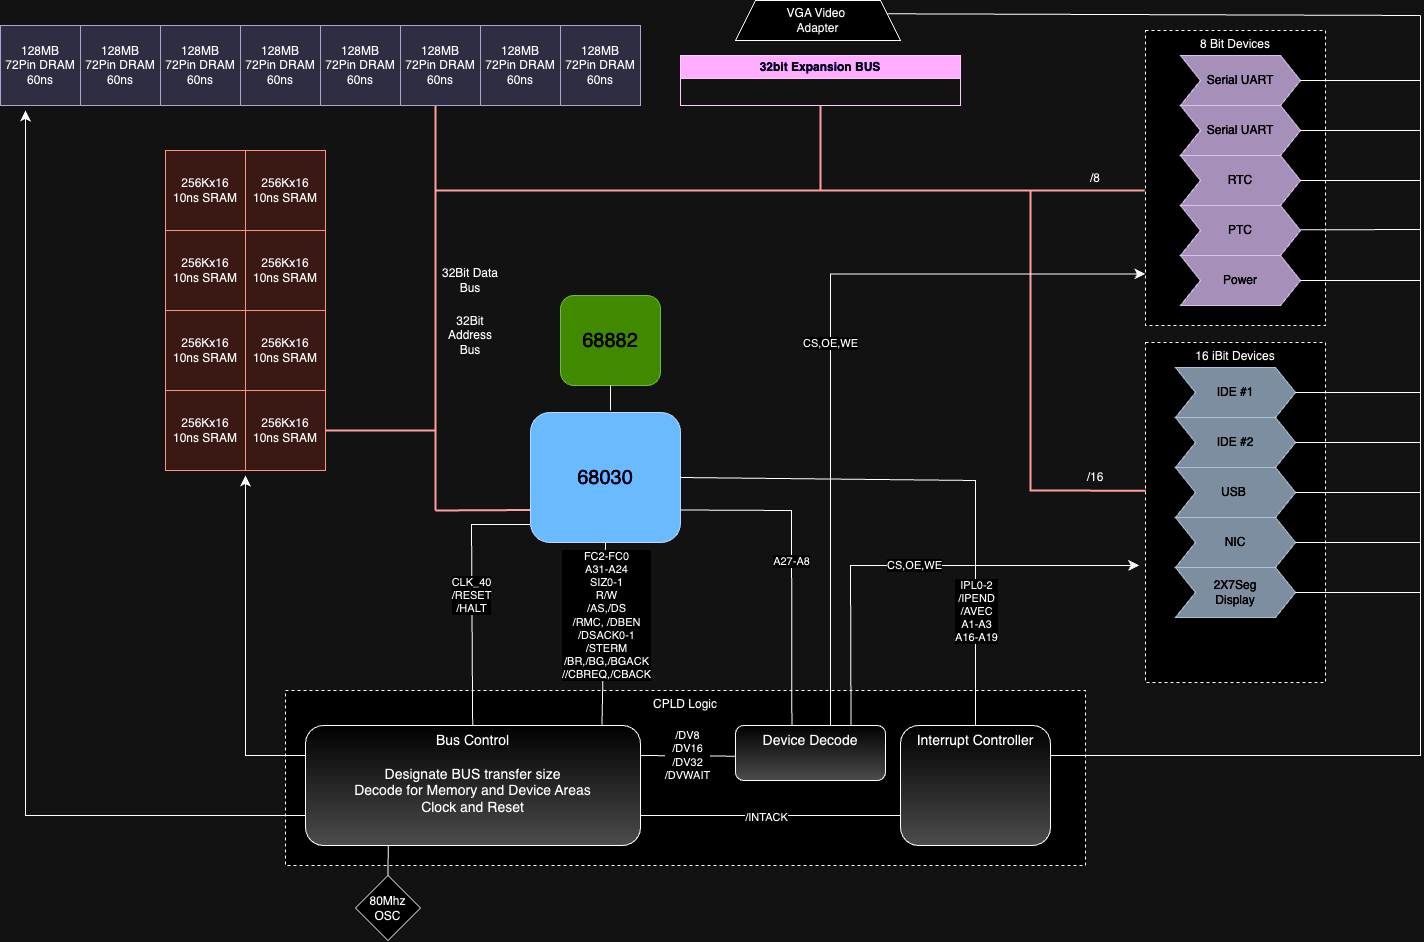 VGA Video
Adapter
128MB
72Pin DRAM
60ns
128MB
72Pin DRAM
60ns
128MB
72Pin DRAM
60ns
128MB
72Pin DRAM
60ns
128MB
72Pin DRAM
60ns
128MB
72Pin DRAM
60ns
128MB
72Pin DRAM
60ns
128MB
72Pin DRAM
60ns
32bit Expansion BUS
8 Bit Devices
Serial UART
Serial UART
RTC
PTC
Power
/8
256Kx16
10ns SRAM
256Kx16
10ns SRAM
256Kx16
10ns SRAM
256Kx16
10ns SRAM
256Kx16
10ns SRAM
256Kx16
10ns SRAM
256Kx16
10ns SRAM
256Kx16
10ns SRAM
32Bit Data
Bus
32Bit
Address
Bus
68882
68030
CS,OE,WE
16 iBit Devices
IDE #1
IDE #2
USB
NIC
2X7Seg
Display
/16
CLK_40
/RESET
/HALT
FC2-FC0
A31-A24
SIZ0-1
R/W
/AS,/DS
/RMC, /DBEN
/DSACK0-1
/STERM
/BR,/BG,/BGACK
//CBREQ,/CBACK
A27-A8
CS,OE,WE
IPL0-2
/IPEND
/AVEC
A1-A3
A16-A19
CPLD Logic
Bus Control
Designate BUS transfer size
Decode for Memory and Device Areas
Clock and Reset
/DV8
/DV16
/DV32
/DVWAIT
Device Decode
Interrupt Controller
/INTACK
80Mhz
OSC